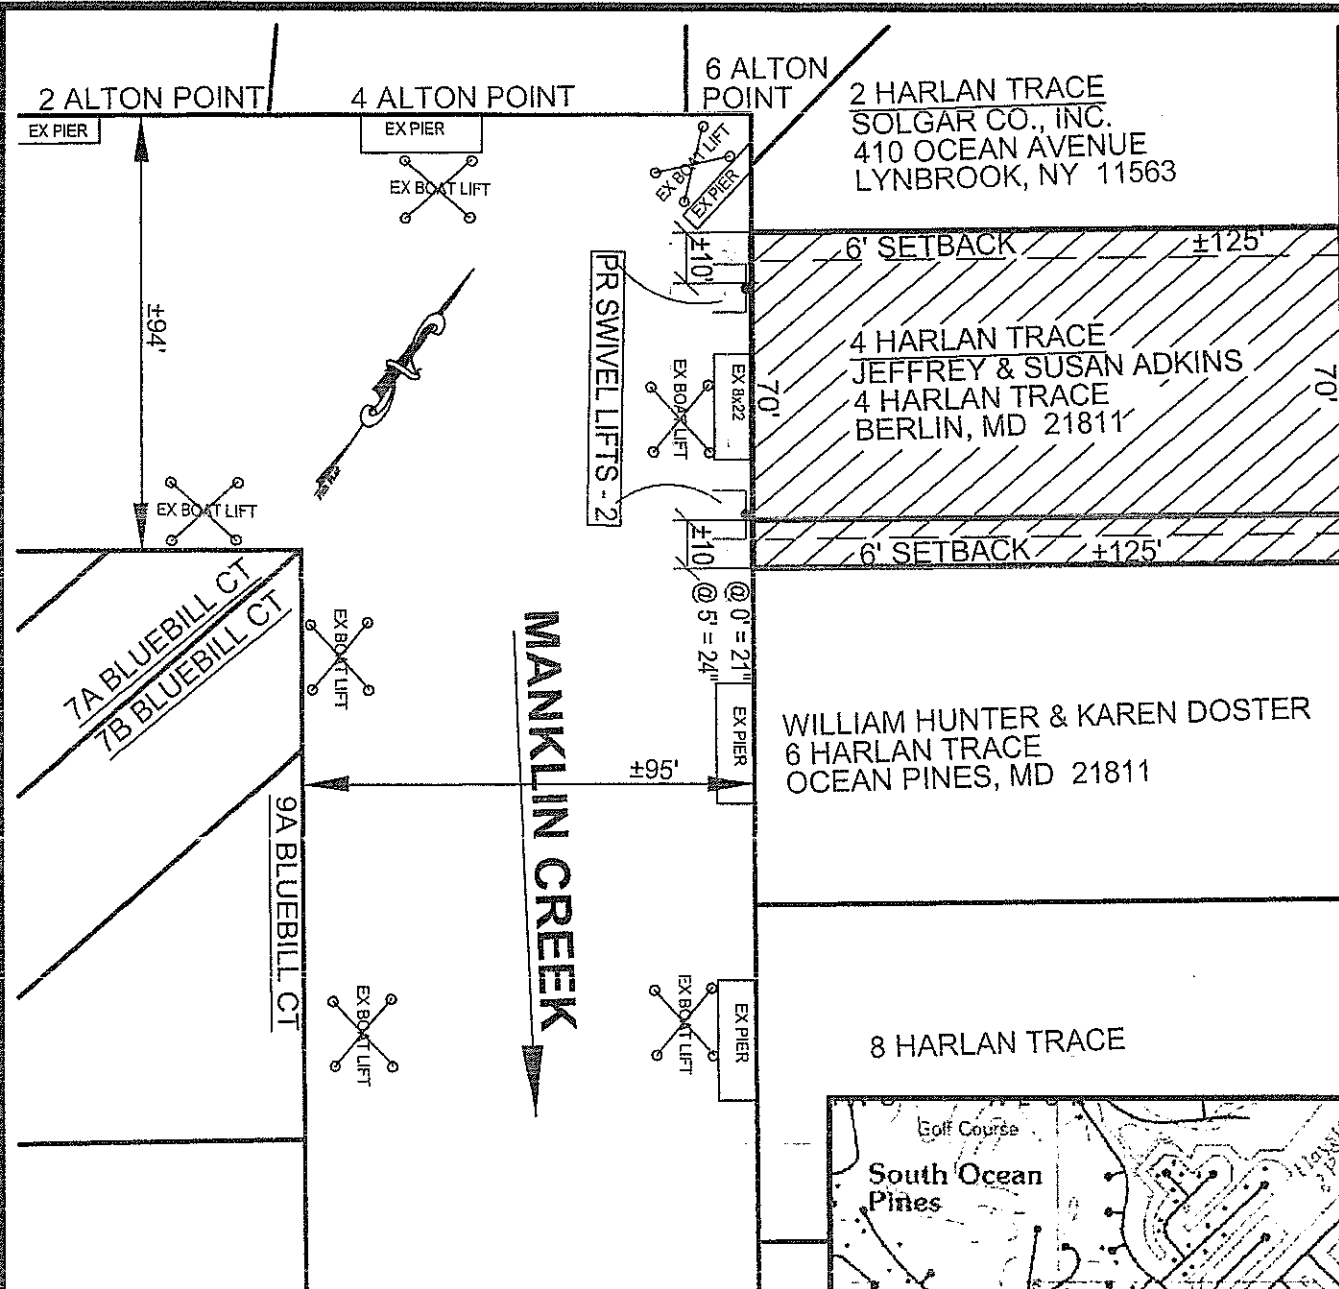 2 ALTON POINT
4 ALTON POINT
6 ALTON
POINT
2 HARLAN TRACE
SOLGAR CO., INC.
410 OCEAN AVENUE
LYNBROOK, NY 11563
EX PIER
EX PIER
EX BOAT LIFT
EX BOAT LIFT
EX PIER
±10'
6' SETBACK
±125'
PR SWIVEL LIFTS - 2
±94'
4 HARLAN TRACE
JEFFREY & SUSAN ADKINS
4 HARLAN TRACE
BERLIN, MD 21811
70'
70'
EX 8x22
EX BOAT LIFT
EX BOAT LIFT
±10'
6' SETBACK
±125'
@ 0' = 21"
@ 5' = 24"
7A BLUEBILL CT
7B BLUEBILL CT
EX BOAT LIFT
MANKLIN CREEK
EX PIER
WILLIAM HUNTER & KAREN DOSTER
6 HARLAN TRACE
OCEAN PINES, MD 21811
±95'
9A BLUEBILL CT
EX BOAT LIFT
EX BOAT LIFT
EX PIER
8 HARLAN TRACE
Golf Course
South Ocean
Pines